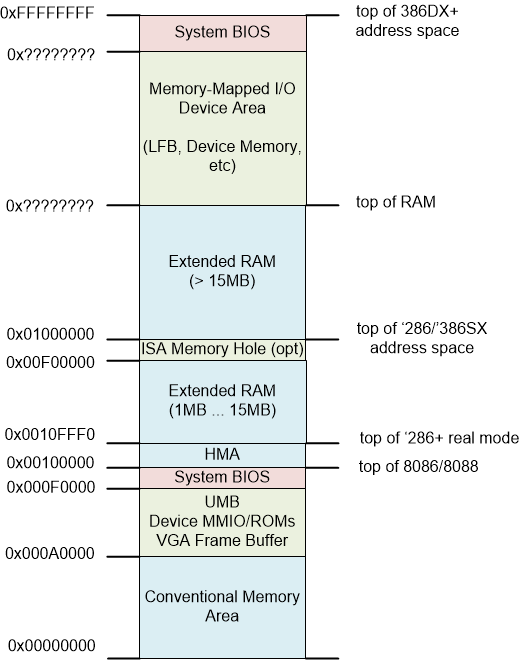 0xFFFFFFFF
top of 386DX+
address space
System BIOS
0x????????
Memory-Mapped I/O
Device Area
(LFB, Device Memory,
etc)
0x????????
top of RAM
Extended RAM
(> 15MB)
0x01000000
top of ‘286/’386SX
address space
ISA Memory Hole (opt)
0x00F00000
Extended RAM
(1MB ... 15MB)
0x0010FFF0
top of ‘286+ real mode
HMA
0x00100000
top of 8086/8088
System BIOS
0x000F0000
UMB
Device MMIO/ROMs
VGA Frame Buffer
0x000A0000
Conventional Memory
Area
0x00000000